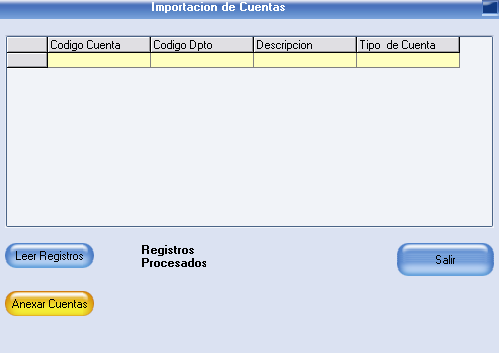 Importacion de Cuentas
Codigo Cuenta Codigo Dpto Descripcion Tipo de Cuenta
Leer Registros
Registros
Procesados
Salir
Anexar Cuentas